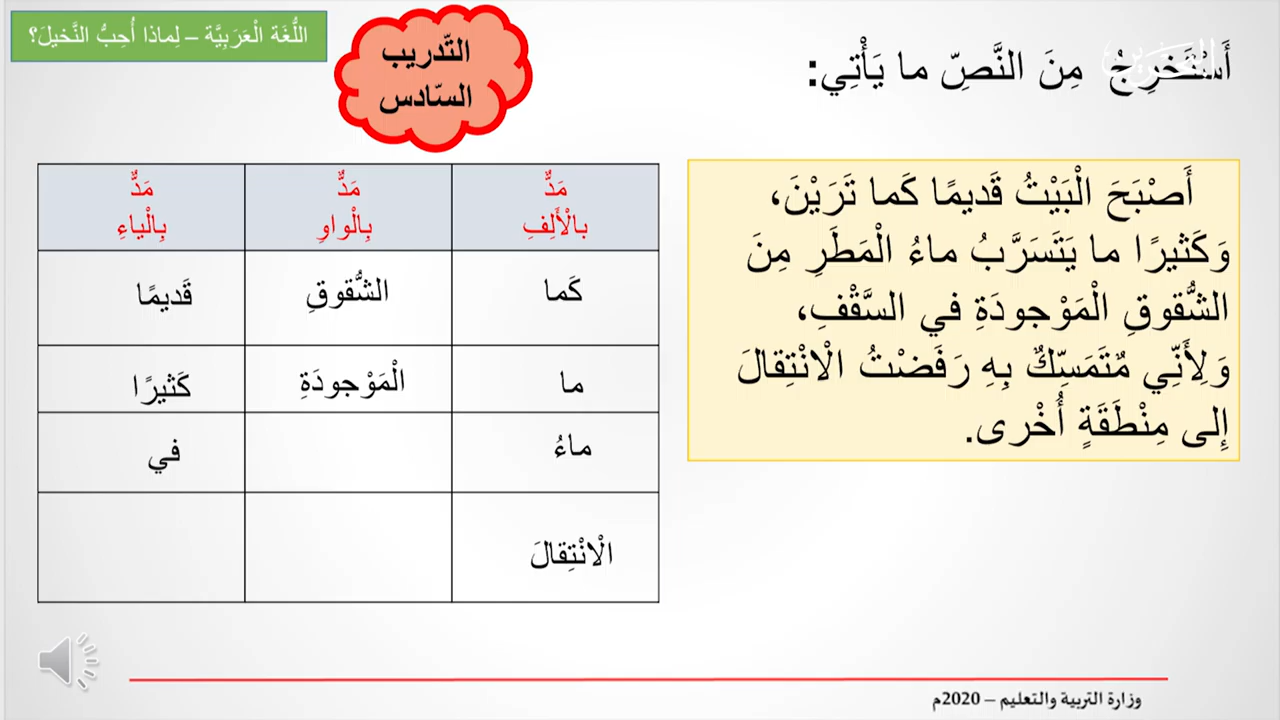 اللُّغَة الْعَرَبِيَّة – لِماذا أُحِبُّ النَّخيلَ؟
التّدريب
السّادس
أَسْتَخرِجُ مِنَ النَّصِّ ما يَأْتِي:
أَصْبَحَ الْبَيْتُ قَديمًا كَما تَرَيْنَ،
وَكَثيرًا ما يَتَسَرَّبُ ماءُ الْمَطَرِ مِنَ
الشُّقوقِ الْمَوْجودَةِ في السَّقْفِ،
وَلِأَنِّي مُتَمَسِّكٌ بِهِ رَفَضْتُ الْانْتِقالَ
إِلى مِنْطَقَةٍ أُخْرى.
مَدٌّ مَدٌّ مَدٌّ
بالْأَلِفِ بِالْواوِ بِالْياءِ
كَما الشُّقوقِ قَديمًا
ما الْمَوْجودَةِ كَثيرًا
ماءُ في
الْانْتِقالَ
وزارة التربية والتعليم – 2020م